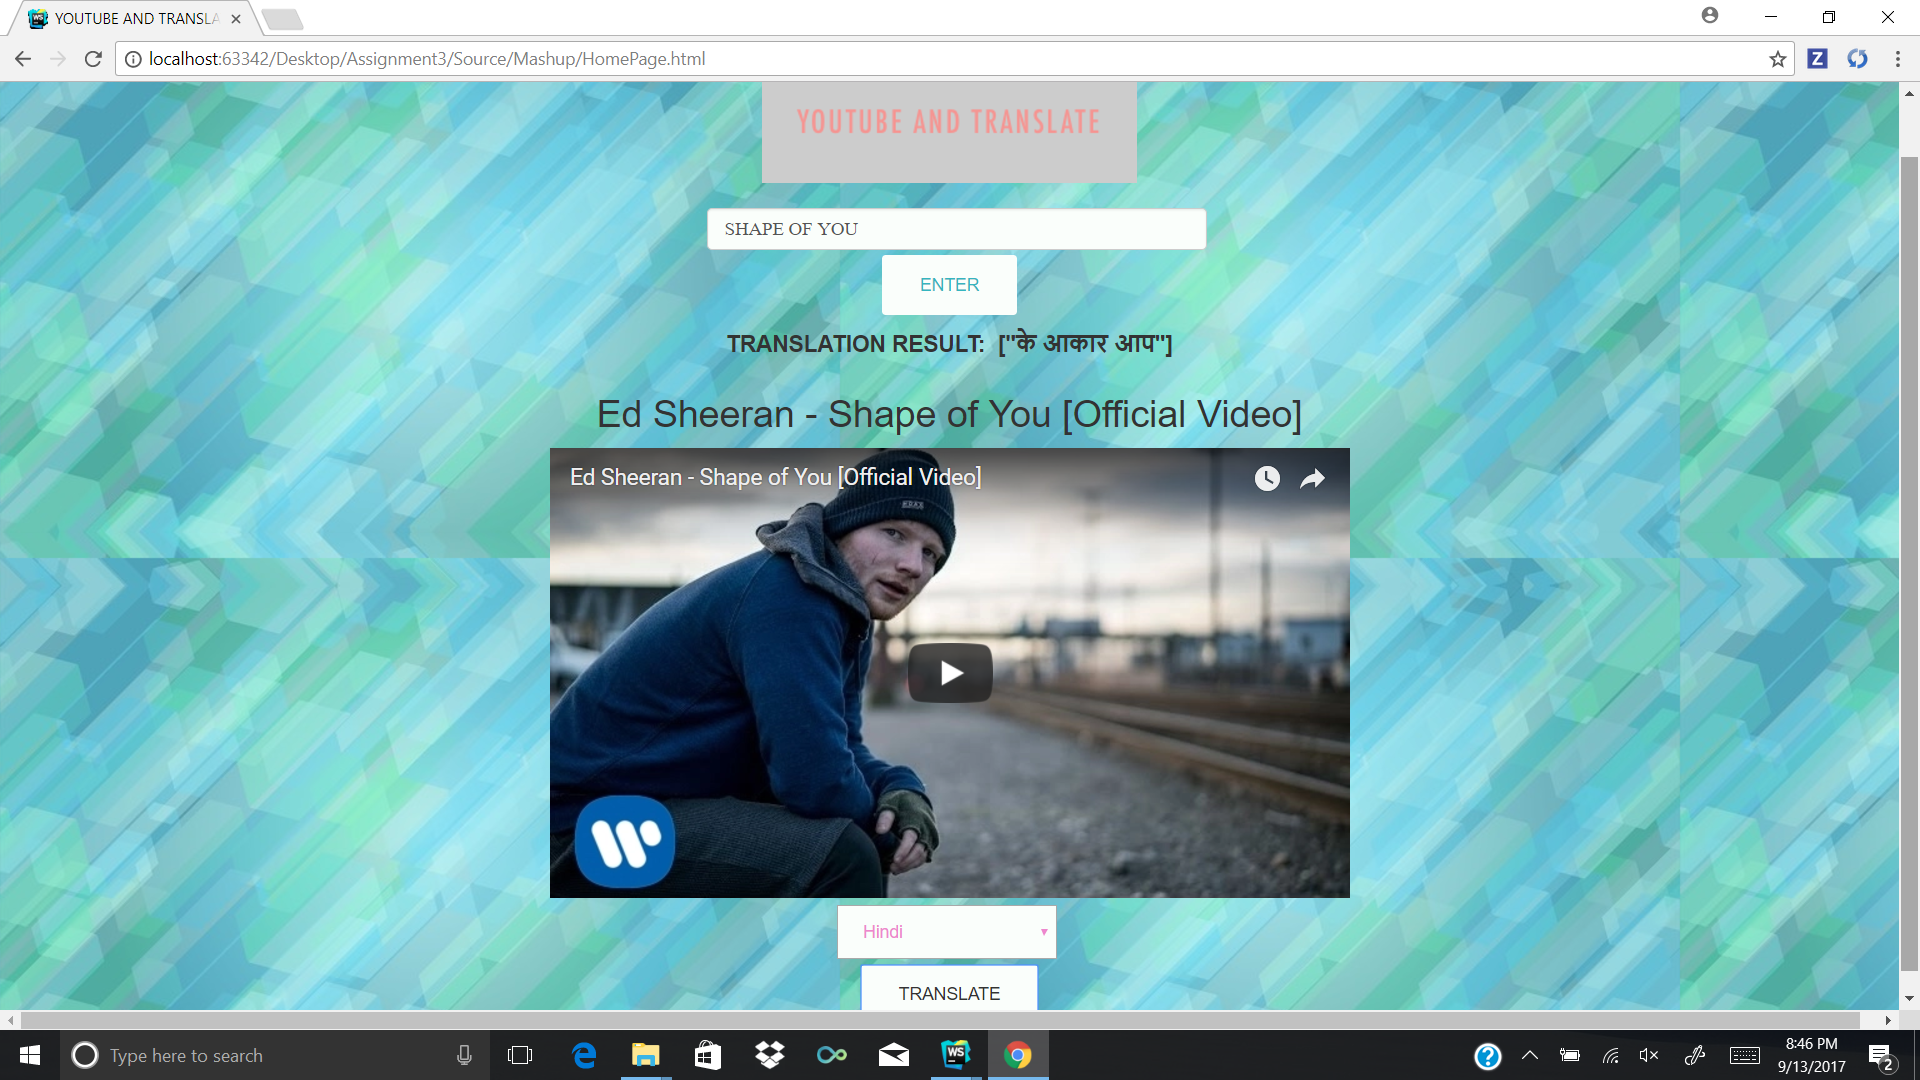 YOUTUBE AND TRANSLA
localhost:63342/Desktop/Assignment3/Source/Mashup/HomePage.html
YOUTUBE AND TRANSLATE
SHAPE OF YOU
ENTER
TRANSLATION RESULT: ["के आकार आप"]
Ed Sheeran - Shape of You [Official Video]
Ed Sheeran - Shape of You [Official Video]
Hindi
TRANSLATE
Type here to search
WS
8:46 PM
9/13/2017
2